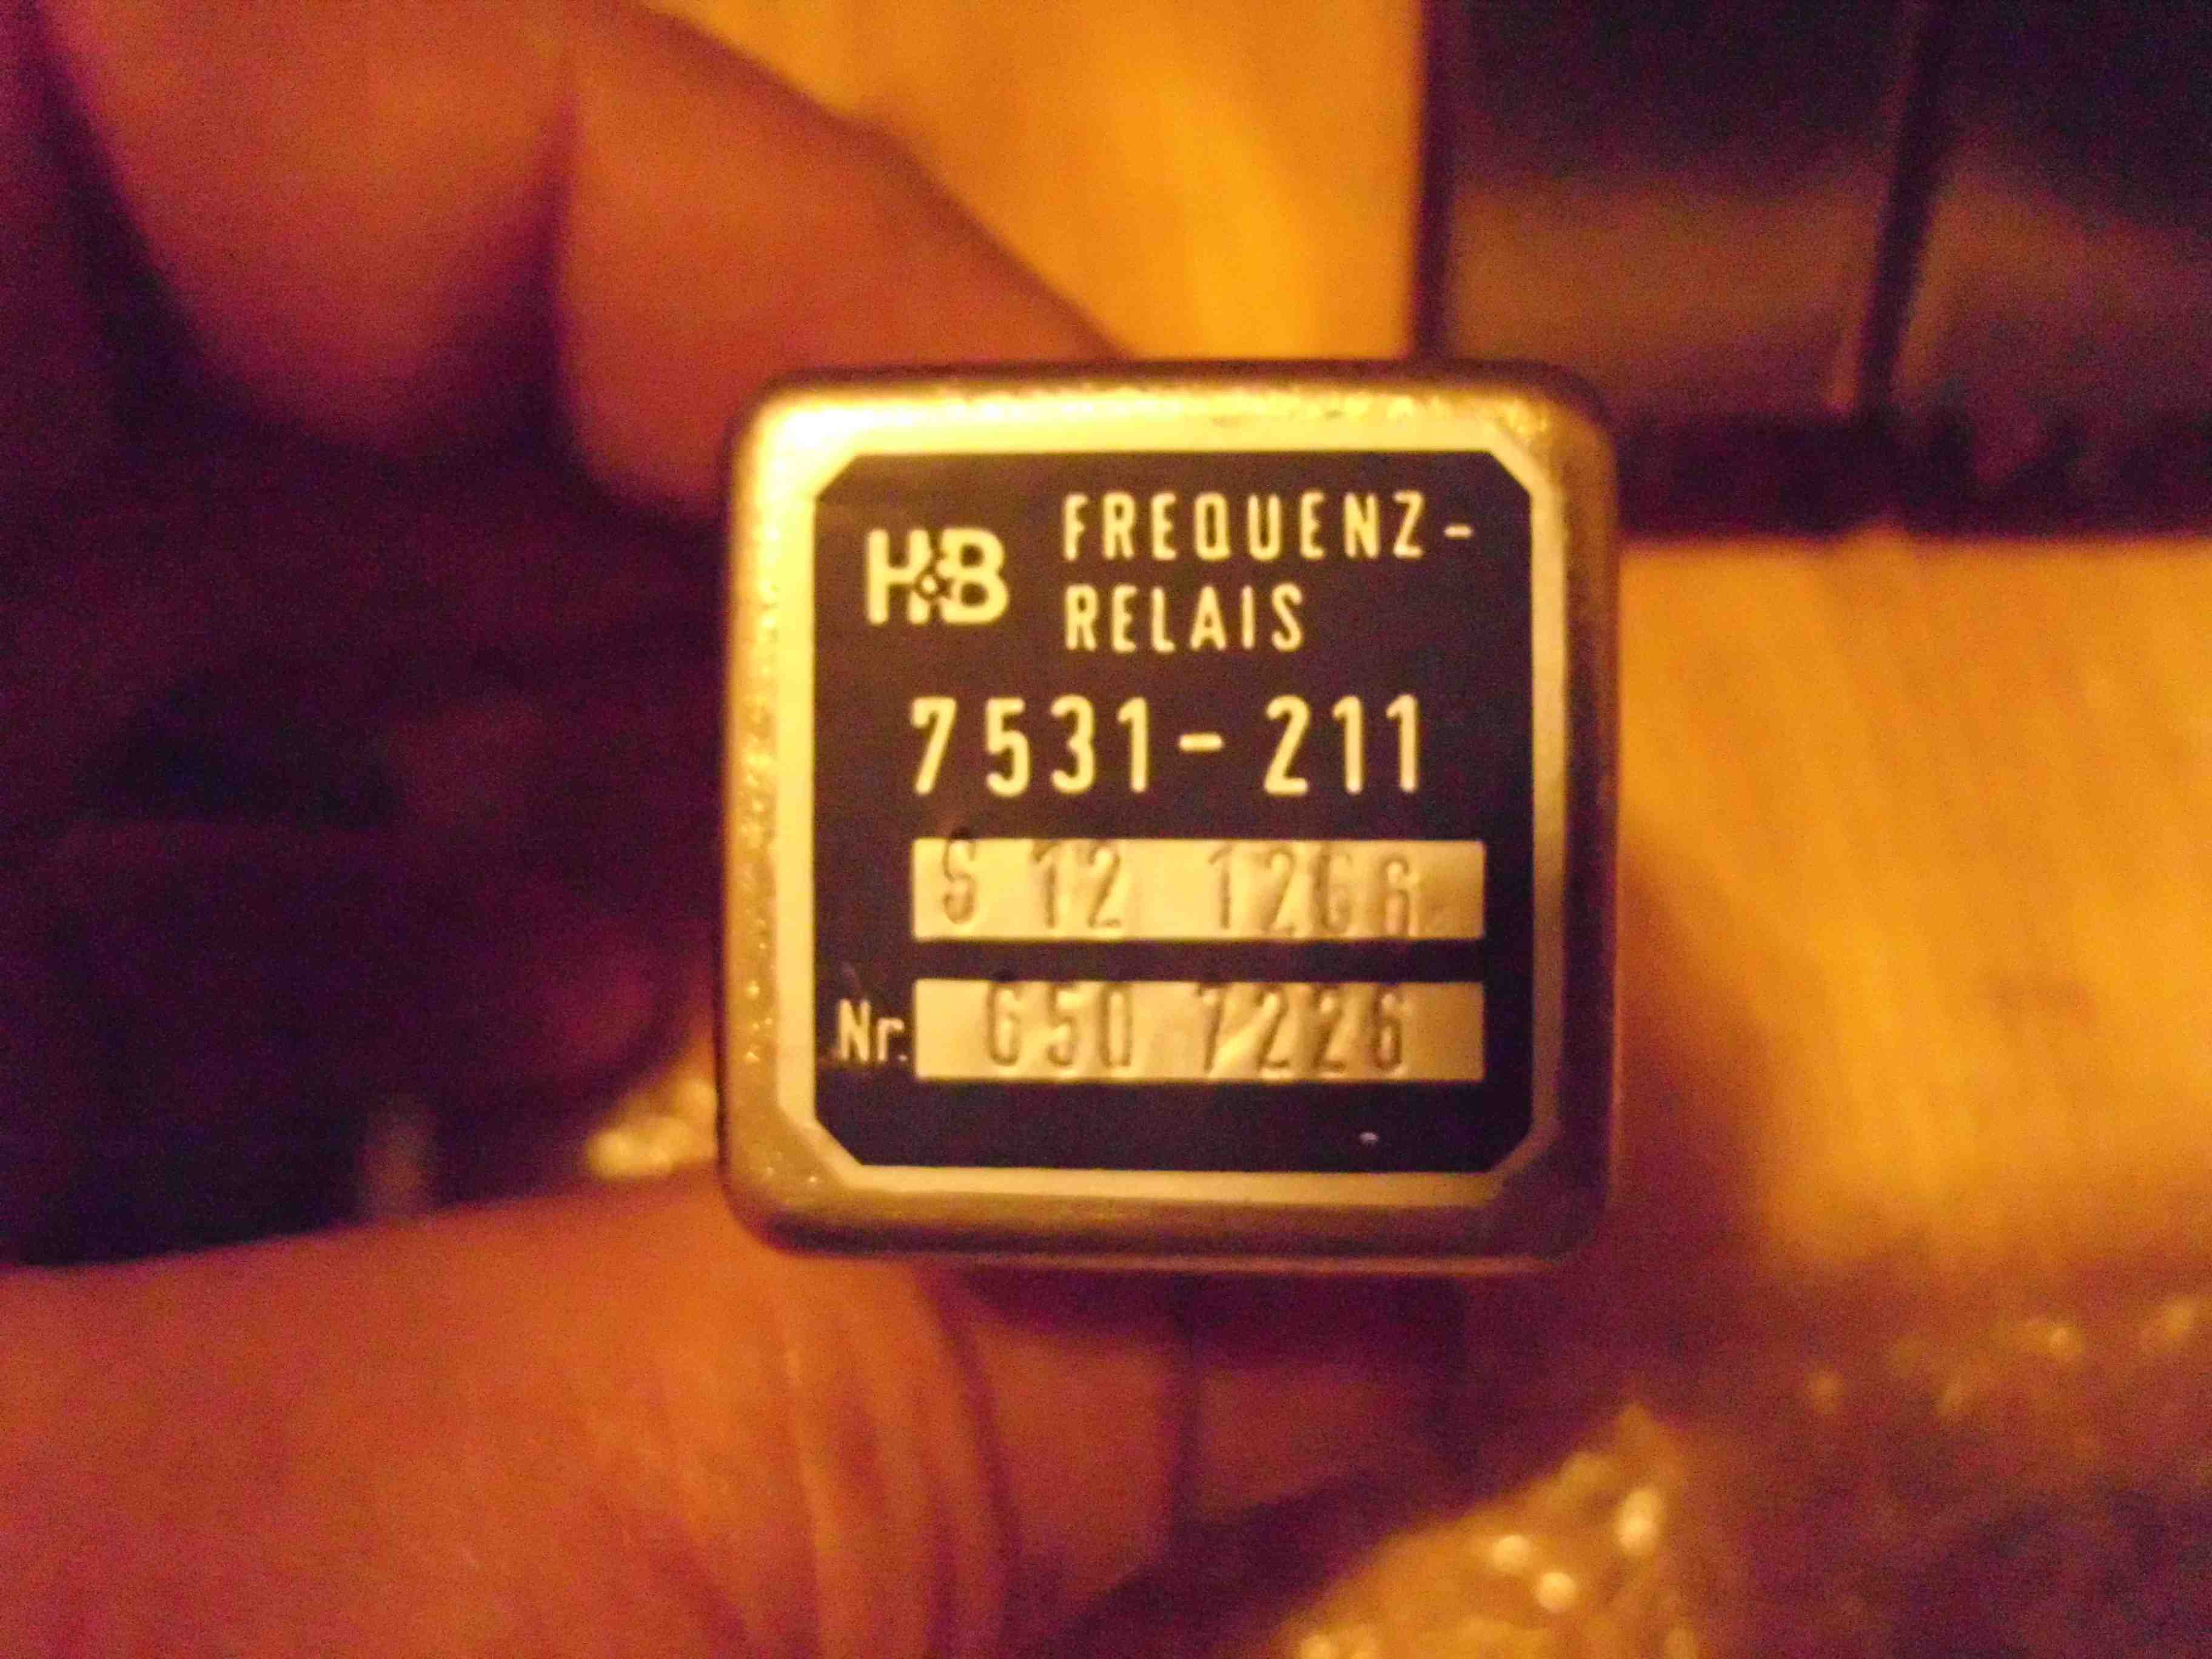 H&B
FREQUENZ-
RELAIS
7531-211
S 12 1266
Nr. 650 7226